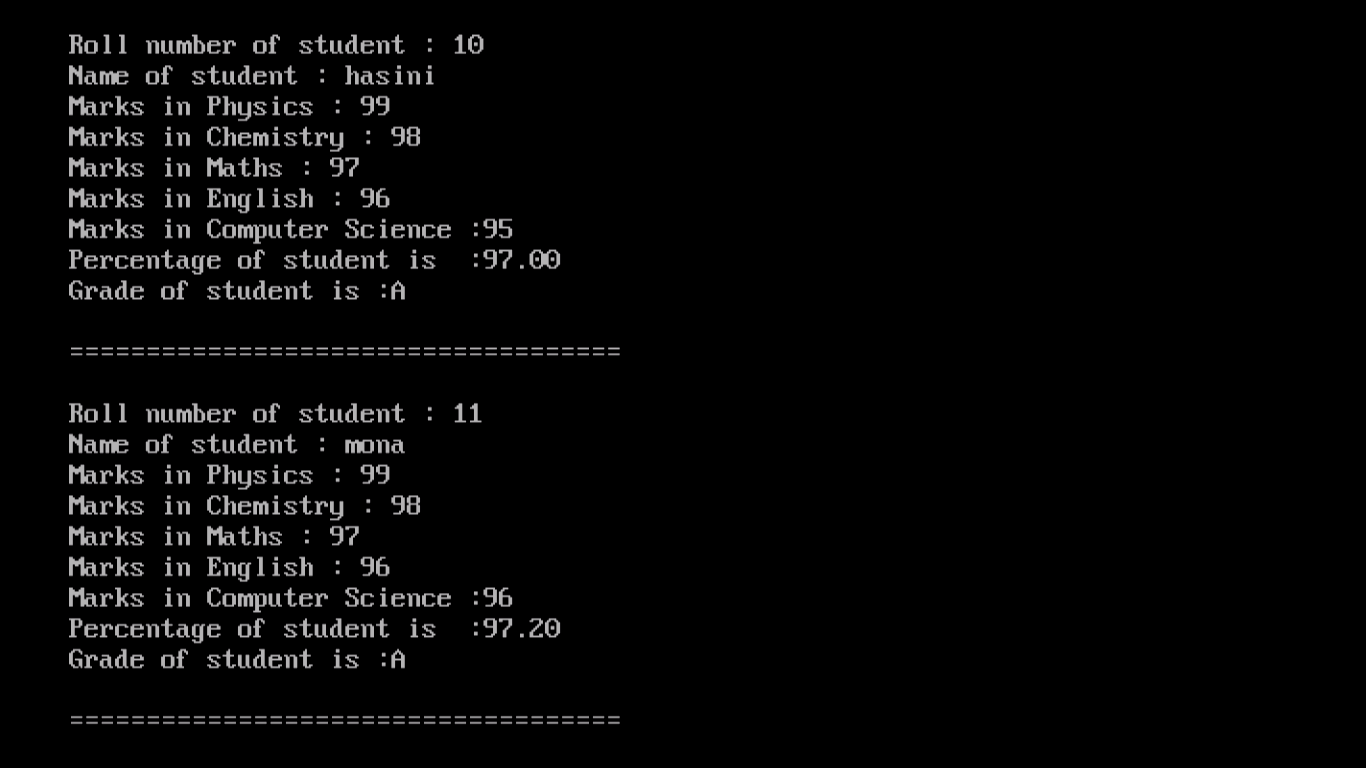 Roll number of student : 10
Name of student : hasini
Marks in Physics : 99
Marks in Chemistry : 98
Marks in Maths : 97
Marks in English : 96
Marks in Computer Science :95
Percentage of student is  :97.00
Grade of student is :A
====================================
Roll number of student : 11
Name of student : mona
Marks in Physics : 99
Marks in Chemistry : 98
Marks in Maths : 97
Marks in English : 96
Marks in Computer Science :96
Percentage of student is  :97.20
Grade of student is :A
====================================